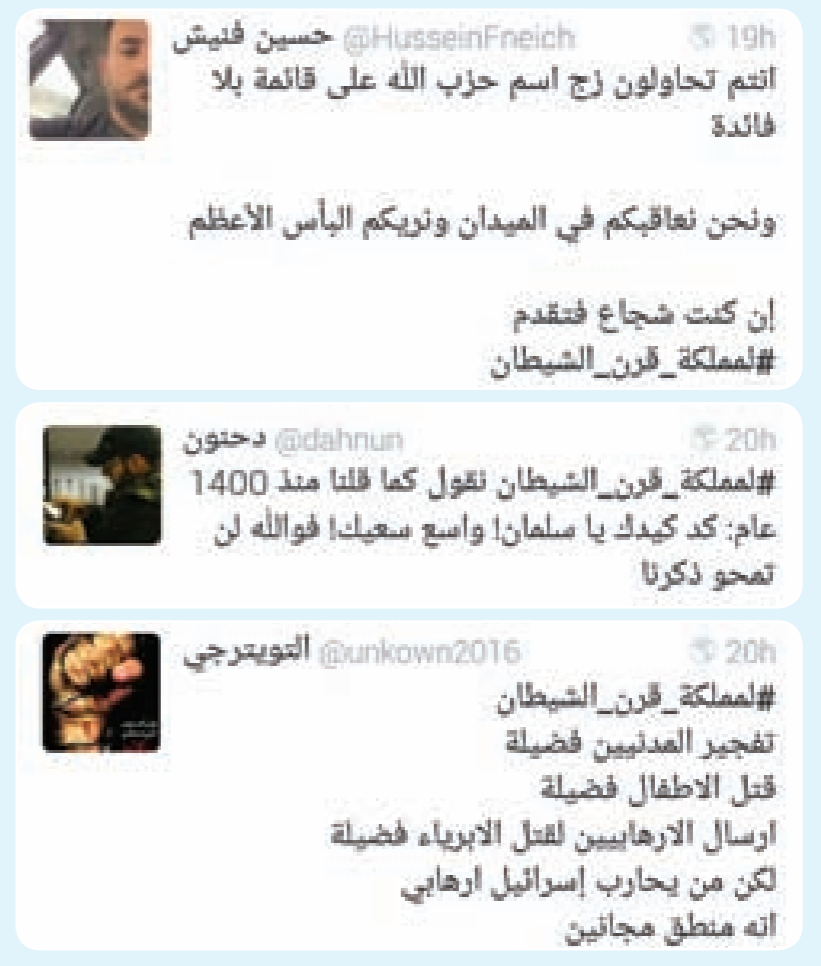 حسين فنيش @HusseinFneich 19h
انتم تحاولون زج اسم حزب الله على قائمة بلا
فائدة
ونحن نعاقبكم في الميدان ونريكم البأس الأعظم
إن كنت شجاع فتقدم
#لمملكة_قرن_الشيطان
دحنون @dahnun 20h
#لمملكة_قرن_الشيطان نقول كما قلنا منذ 1400
عام: كد كيدك يا سلمان! واسع سعيك! فوالله لن
تمحو ذكرنا
التويترجي @unkown2016 20h
#لمملكة_قرن_الشيطان
تفجير المدنيين فضيلة
قتل الاطفال فضيلة
ارسال الارهابيين لقتل الابرياء فضيلة
لكن من يحارب إسرائيل ارهابي
انه منطق مجانين